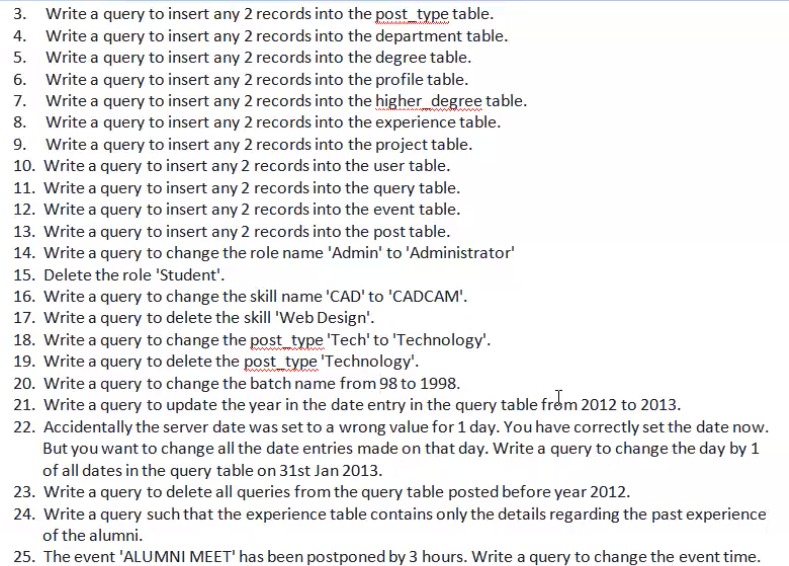 3. Write a query to insert any 2 records into the post_type table.
4. Write a query to insert any 2 records into the department table.
5. Write a query to insert any 2 records into the degree table.
6. Write a query to insert any 2 records into the profile table.
7. Write a query to insert any 2 records into the higher_degree table.
8. Write a query to insert any 2 records into the experience table.
9. Write a query to insert any 2 records into the project table.
10. Write a query to insert any 2 records into the user table.
11. Write a query to insert any 2 records into the query table.
12. Write a query to insert any 2 records into the event table.
13. Write a query to insert any 2 records into the post table.
14. Write a query to change the role name 'Admin' to 'Administrator'
15. Delete the role 'Student'.
16. Write a query to change the skill name 'CAD' to 'CADCAM'.
17. Write a query to delete the skill 'Web Design'.
18. Write a query to change the post_type 'Tech' to 'Technology'.
19. Write a query to delete the post_type 'Technology'.
20. Write a query to change the batch name from 98 to 1998.
21. Write a query to update the year in the date entry in the query table from 2012 to 2013.
22. Accidentally the server date was set to a wrong value for 1 day. You have correctly set the date now.
But you want to change all the date entries made on that day. Write a query to change the day by 1
of all dates in the query table on 31st Jan 2013.
23. Write a query to delete all queries from the query table posted before year 2012.
24. Write a query such that the experience table contains only the details regarding the past experience
of the alumni.
25. The event 'ALUMNI MEET' has been postponed by 3 hours. Write a query to change the event time.